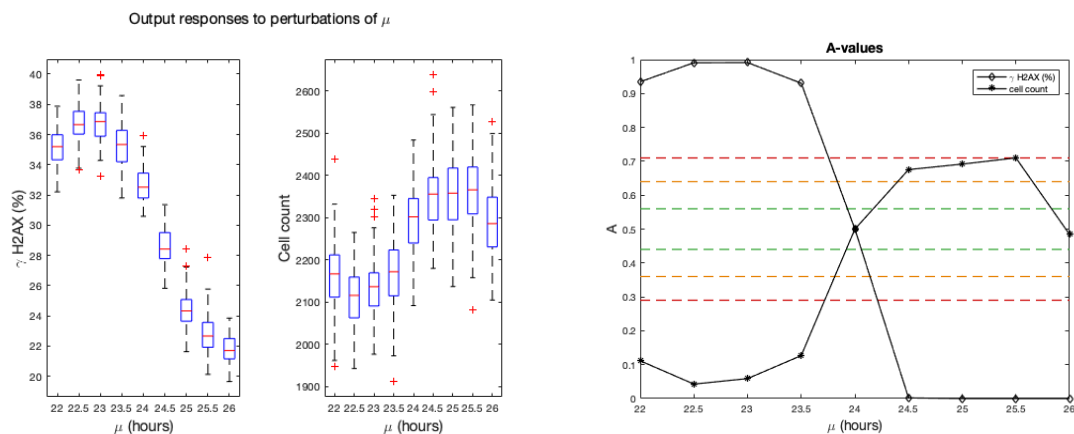 Output responses to perturbations of μ
γ H2AX (%)
40
38
36
34
32
30
28
26
24
22
20
22 22.5 23 23.5 24 24.5 25 25.5 26
μ (hours)
Cell count
2600
2500
2400
2300
2200
2100
2000
1900
22 22.5 23 23.5 24 24.5 25 25.5 26
μ (hours)
A-values
γ H2AX (%)
cell count
A
1
0.9
0.8
0.7
0.6
0.5
0.4
0.3
0.2
0.1
0
22 22.5 23 23.5 24 24.5 25 25.5 26
μ (hours)